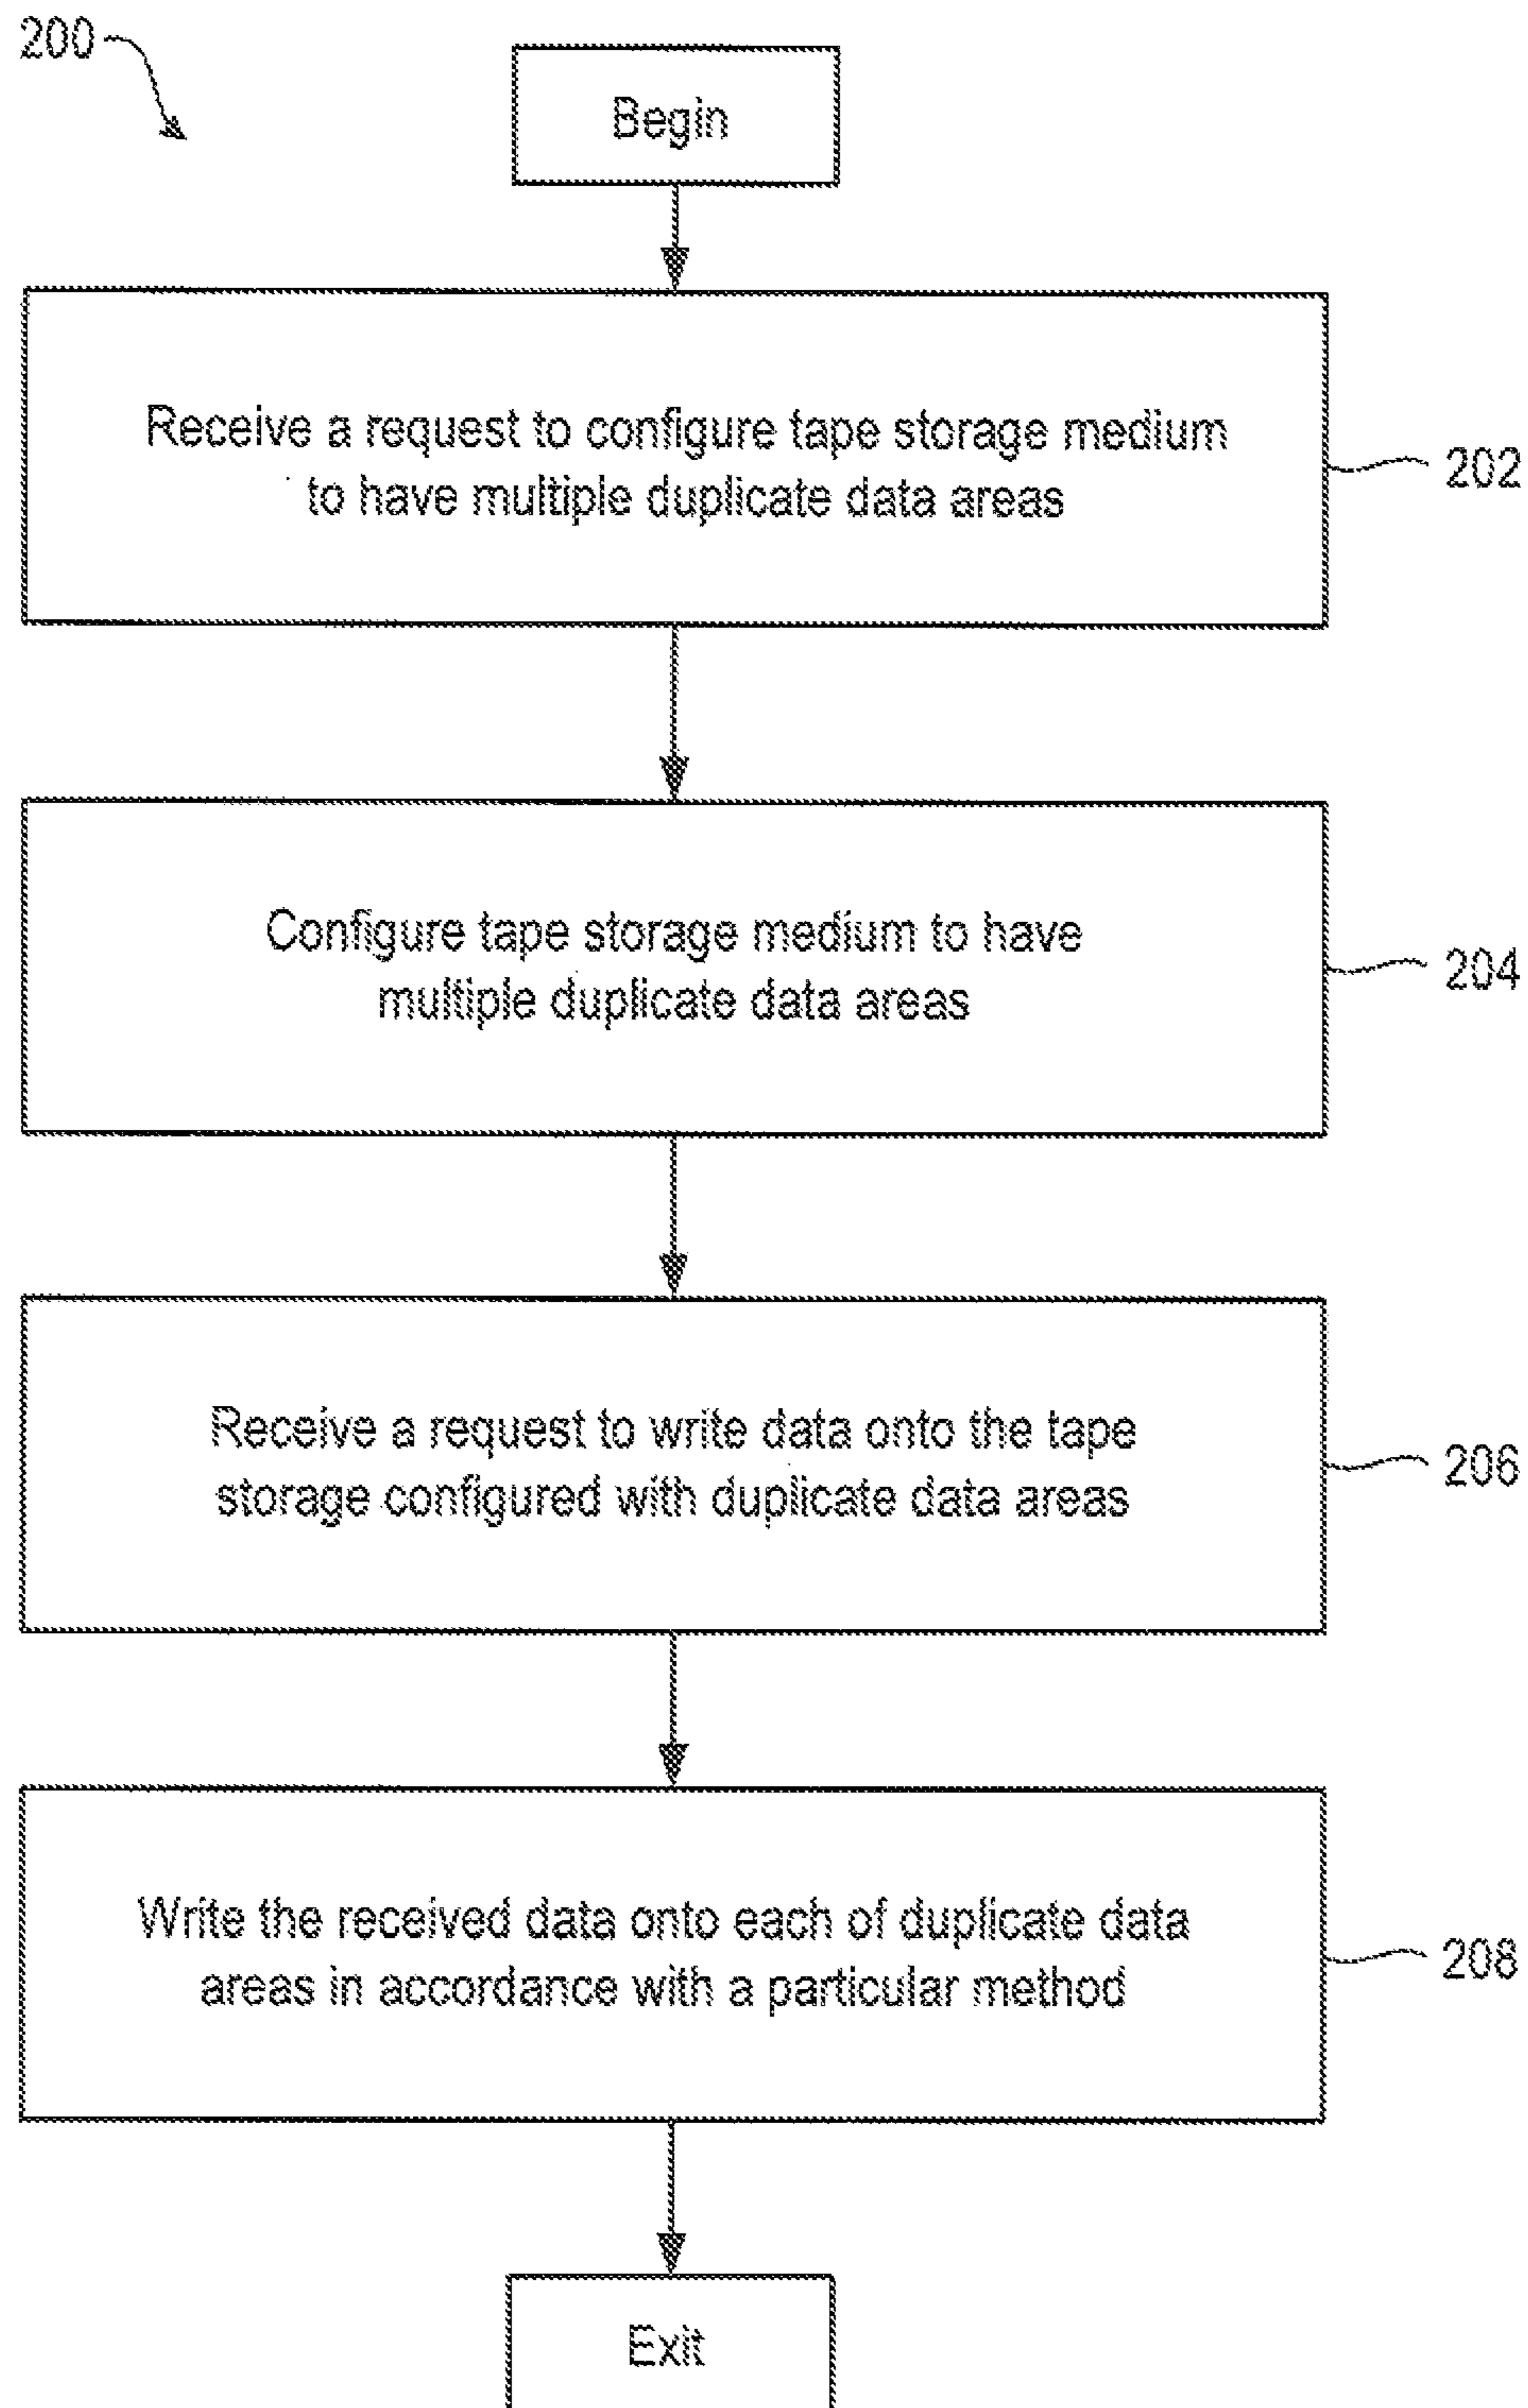 200
Begin
Receive a request to configure tape storage medium
to have multiple duplicate data areas
202
Configure tape storage medium to have
multiple duplicate data areas
204
Receive a request to write data onto the tape
storage configured with duplicate data areas
206
Write the received data onto each of duplicate data
areas in accordance with a particular method
208
Exit